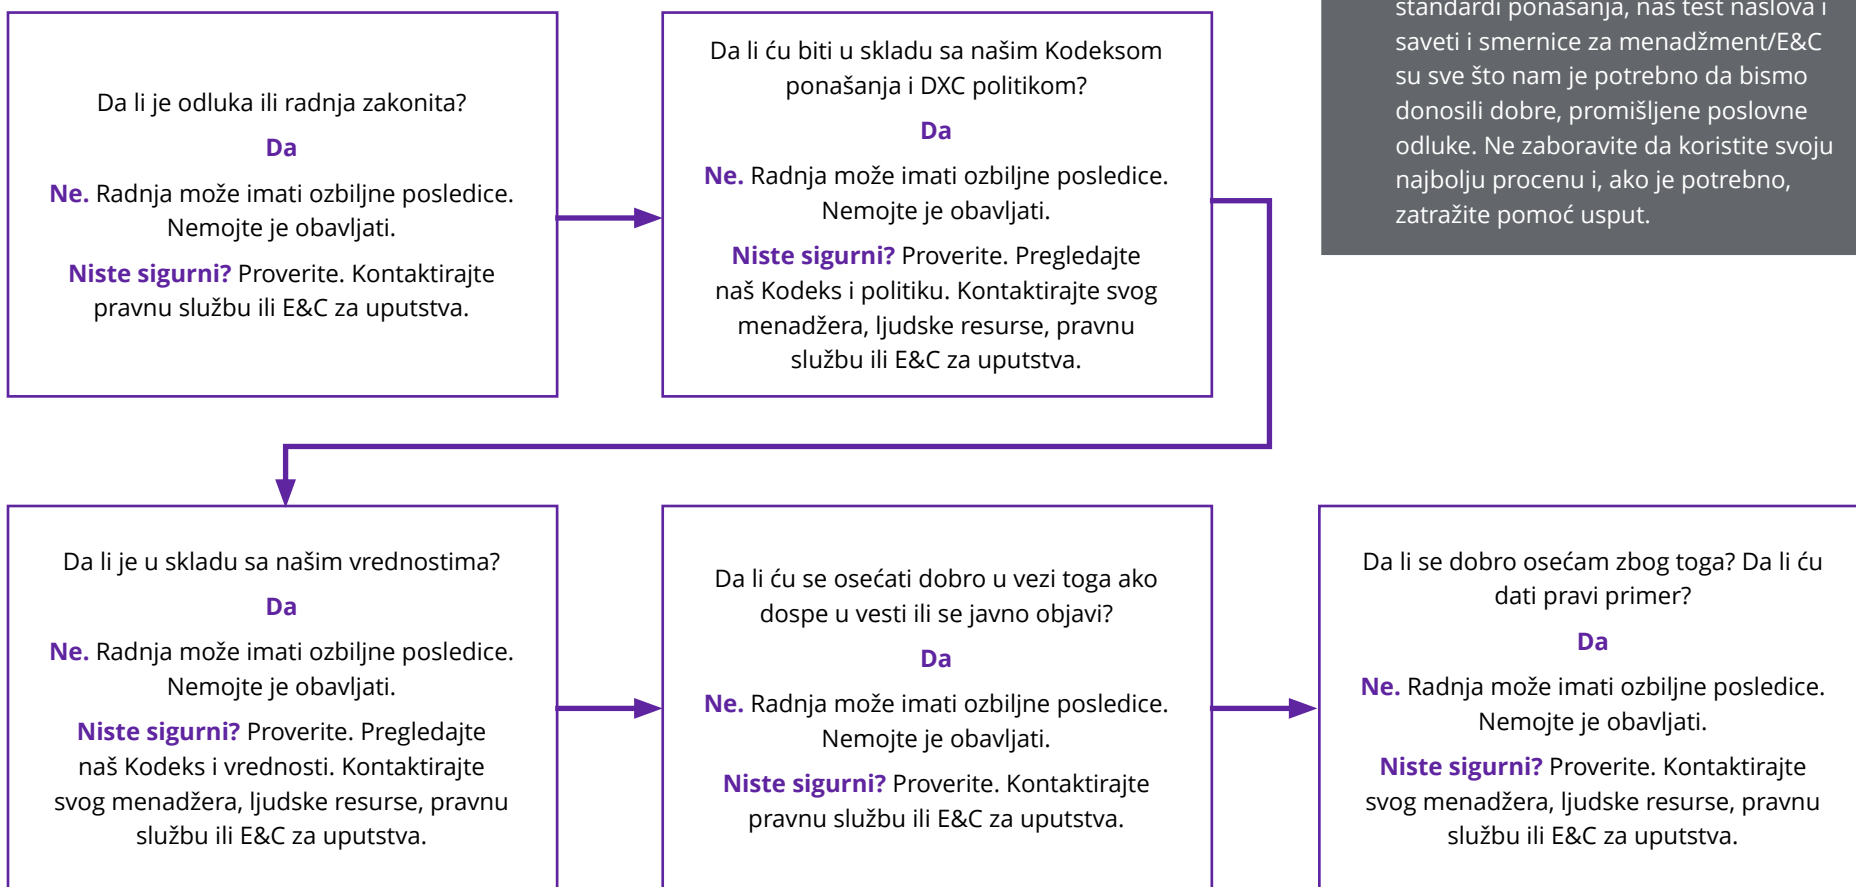 Da li je odluka ili radnja zakonita?
Da
Ne. Radnja može imati ozbiljne posledice.
Nemojte je obavljati.
Niste sigurni? Proverite. Kontaktirajte
pravnu službu ili E&C za uputstva.
Da li ću biti u skladu sa našim Kodeksom
ponašanja i DXC politikom?
Da
Ne. Radnja može imati ozbiljne posledice.
Nemojte je obavljati.
Niste sigurni? Proverite. Pregledajte
naš Kodeks i politiku. Kontaktirajte svog
menadžera, ljudske resurse, pravnu
službu ili E&C za uputstva.
standardi ponašanja, naš test naslova i
saveti i smernice za menadžment/E&C
su sve što nam je potrebno da bismo
donosili dobre, promišljene poslovne
odluke. Ne zaboravite da koristite svoju
najbolju procenu i, ako je potrebno,
zatražite pomoć usput.
Da li je u skladu sa našim vrednostima?
Da
Ne. Radnja može imati ozbiljne posledice.
Nemojte je obavljati.
Niste sigurni? Proverite. Pregledajte
naš Kodeks i vrednosti. Kontaktirajte
svog menadžera, ljudske resurse, pravnu
službu ili E&C za uputstva.
Da li ću se osećati dobro u vezi toga ako
dospe u vesti ili se javno objavi?
Da
Ne. Radnja može imati ozbiljne posledice.
Nemojte je obavljati.
Niste sigurni? Proverite. Kontaktirajte
pravnu službu ili E&C za uputstva.
Da li se dobro osećam zbog toga? Da li ću
dati pravi primer?
Da
Ne. Radnja može imati ozbiljne posledice.
Nemojte je obavljati.
Niste sigurni? Proverite. Kontaktirajte
svog menadžera, ljudske resurse, pravnu
službu ili E&C za uputstva.